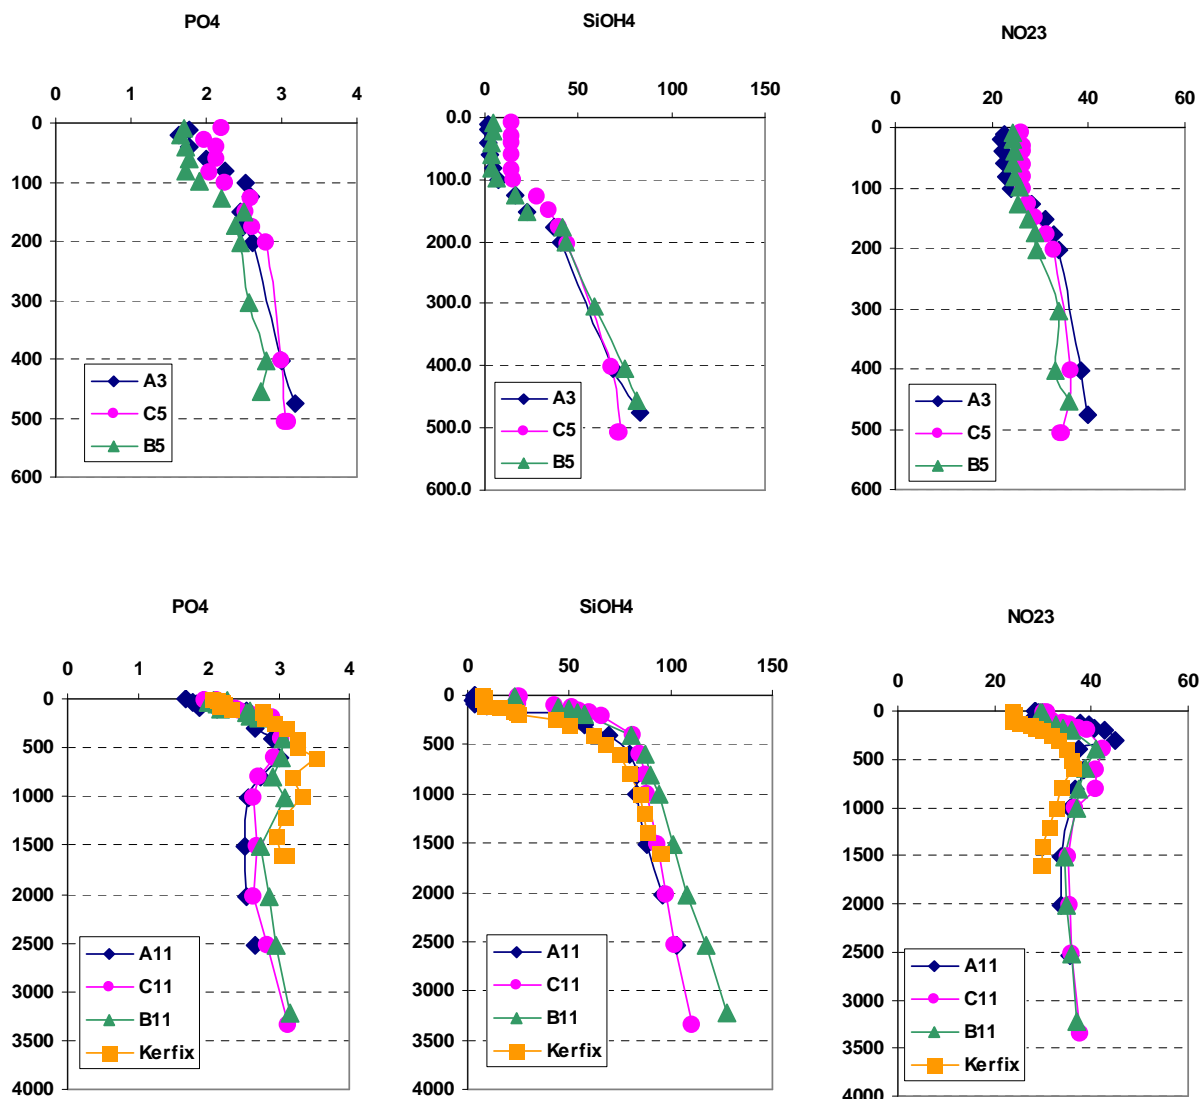 PO4
0 1 2 3 4
0
100
200
300
400
500
600
A3
C5
B5
SiOH4
0 50 100 150
0.0
100.0
200.0
300.0
400.0
500.0
600.0
A3
C5
B5
NO23
0 20 40 60
0
100
200
300
400
500
600
A3
C5
B5
PO4
0 1 2 3 4
0
500
1000
1500
2000
2500
3000
3500
4000
A11
C11
B11
Kerfix
SiOH4
0 50 100 150
0
500
1000
1500
2000
2500
3000
3500
4000
A11
C11
B11
Kerfix
NO23
0 20 40 60
0
500
1000
1500
2000
2500
3000
3500
4000
A11
C11
B11
Kerfix